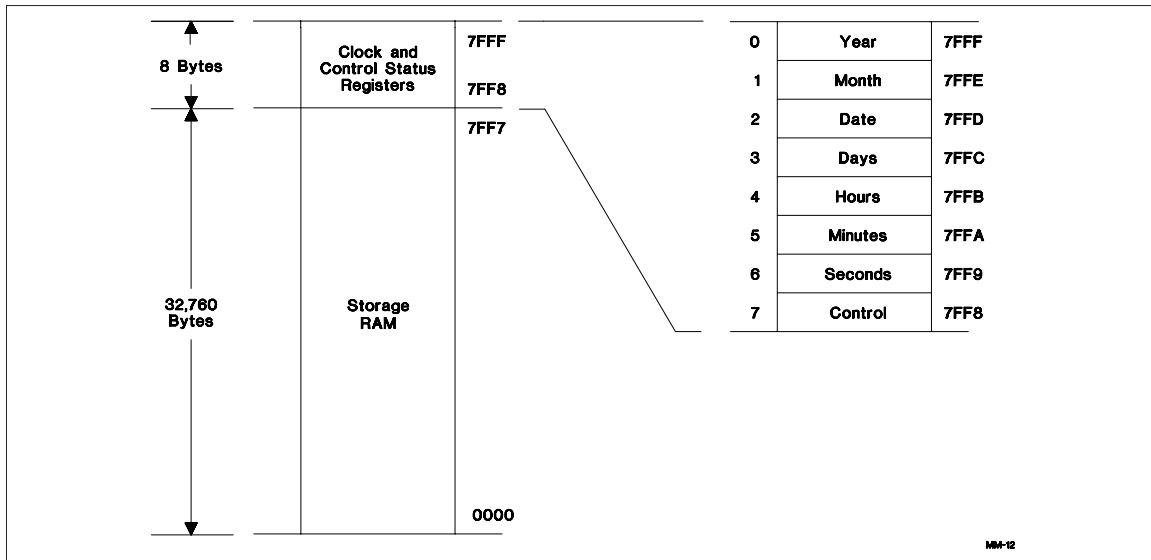 8 Bytes
Clock and
Control Status
Registers
7FFF
7FF8
7FF7
32,760
Bytes
Storage
RAM
0000
0 Year 7FFF
1 Month 7FFE
2 Date 7FFD
3 Days 7FFC
4 Hours 7FFB
5 Minutes 7FFA
6 Seconds 7FF9
7 Control 7FF8
MM-12